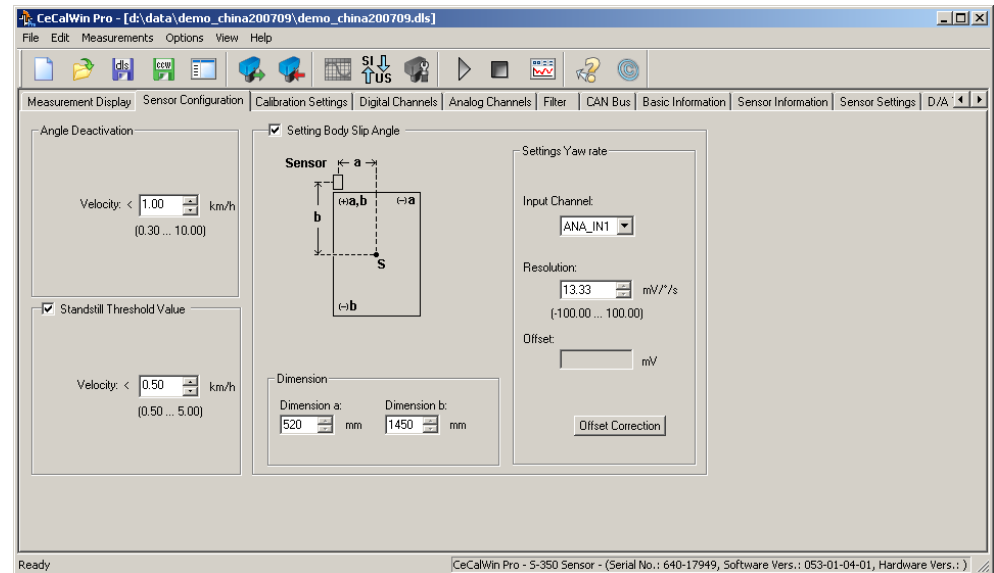 CeCalWin Pro - [d:\data\demo_china200709\demo_china200709.dls]
File Edit Measurements Options View Help
dls ccw SI US
Measurement Display Sensor Configuration Calibration Settings Digital Channels Analog Channels Filter CAN Bus Basic Information Sensor Information Sensor Settings D/A
Angle Deactivation
Velocity: < 1.00 km/h
(0.30 ... 10.00)
Standstill Threshold Value
Velocity: < 0.50 km/h
(0.50 ... 5.00)
Setting Body Slip Angle
Sensor a
(+)a,b (-)a
b
S
(-)b
Dimension
Dimension a: Dimension b:
520 mm 1450 mm
Settings Yaw rate
Input Channel:
ANA_IN1
Resolution:
13.33 mV/°/s
(-100.00 ... 100.00)
Offset:
mV
Offset Correction
Ready CeCalWin Pro - S-350 Sensor - (Serial No.: 640-17949, Software Vers.: 053-01-04-01, Hardware Vers.: )